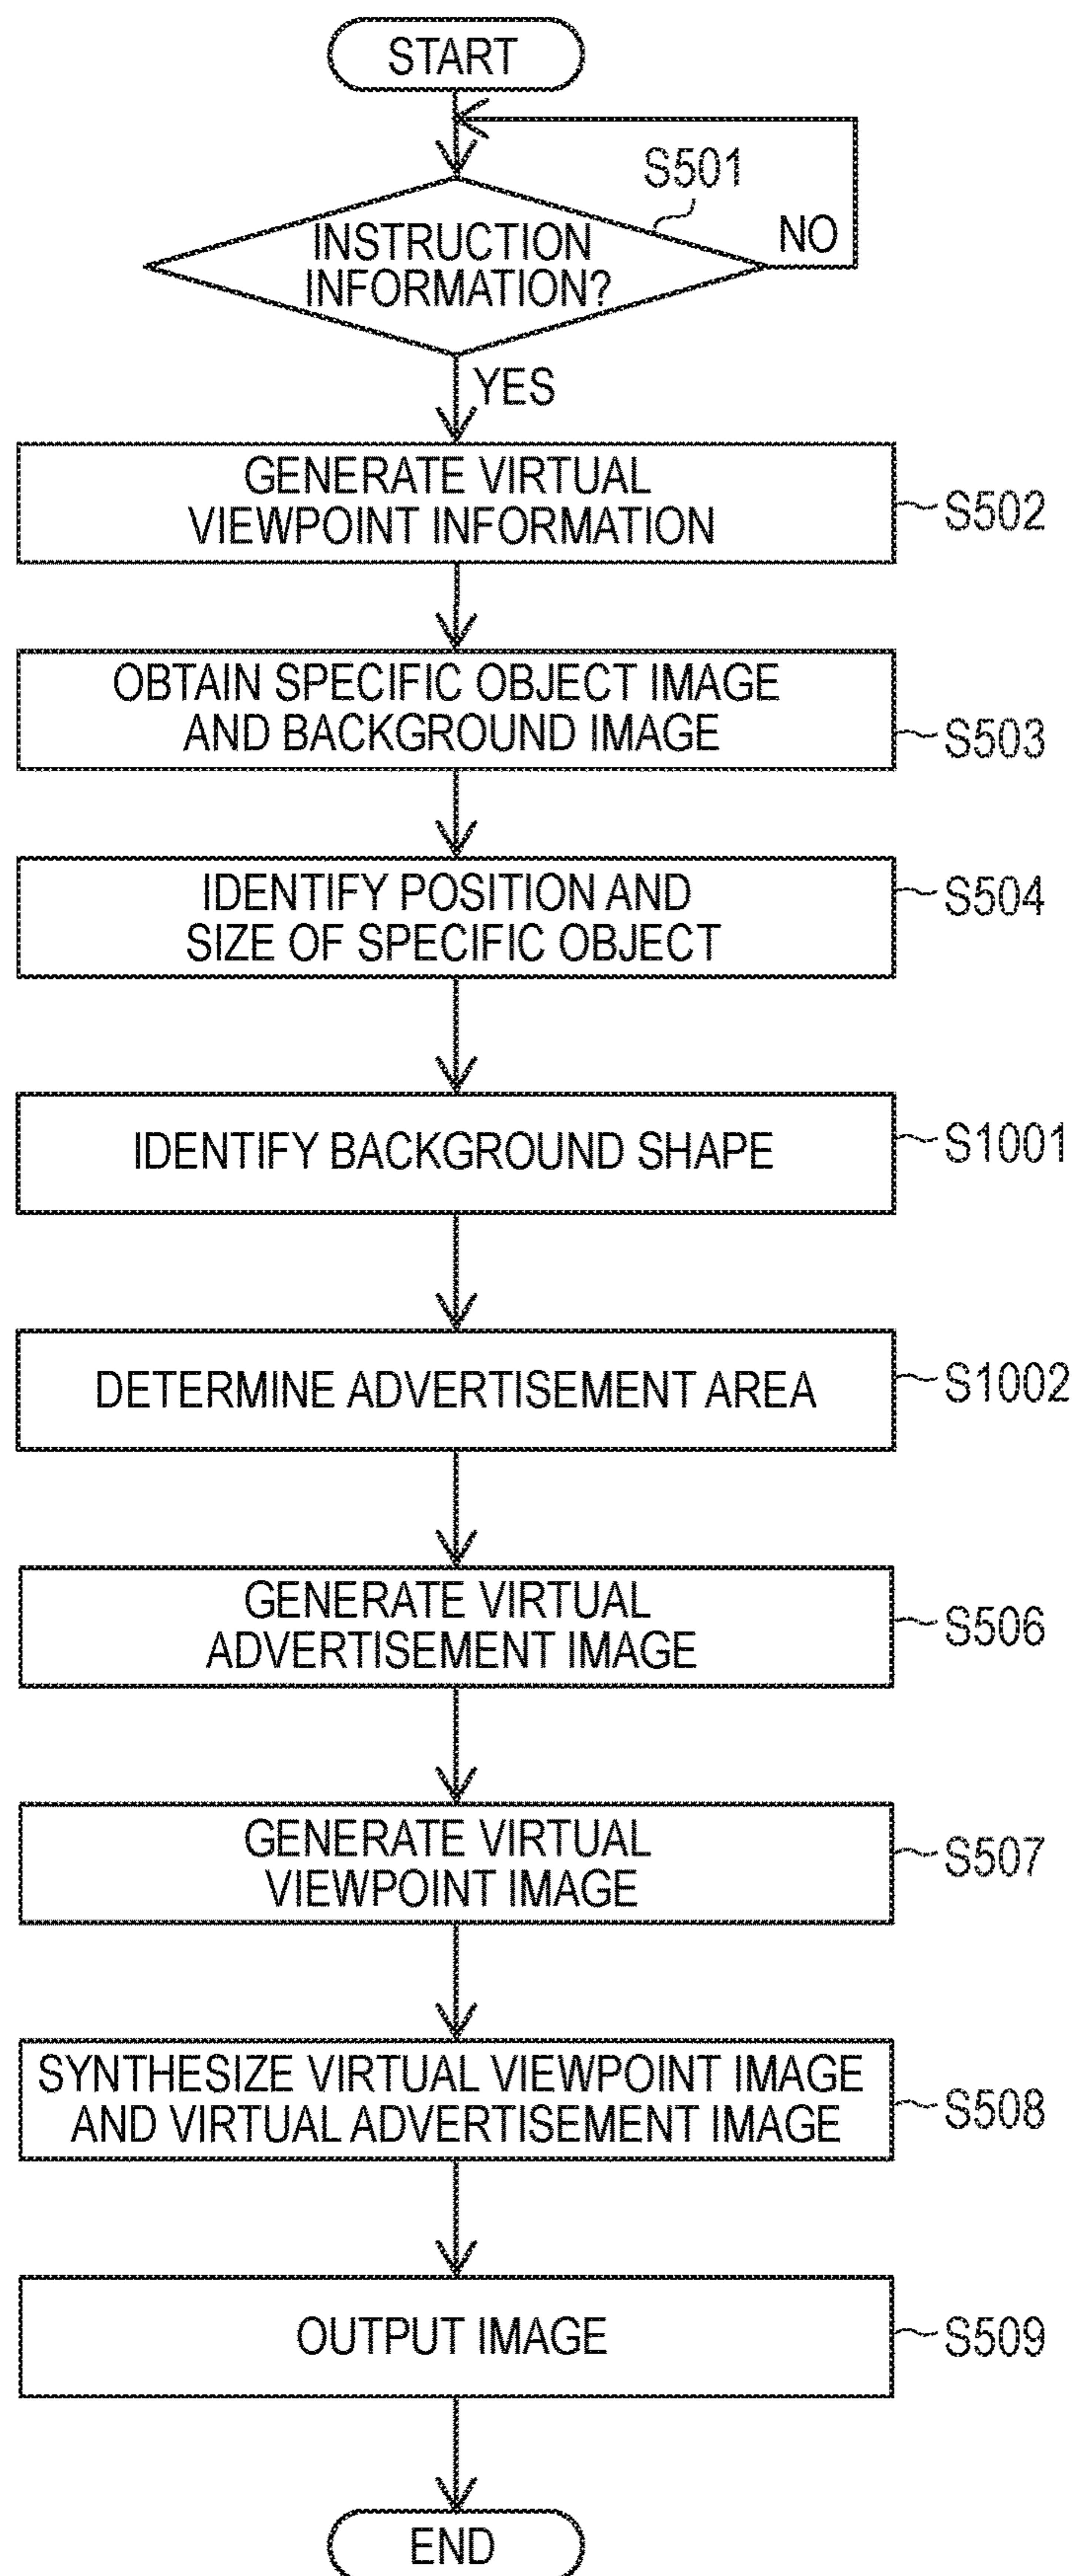 START
S501
INSTRUCTION
INFORMATION?
NO
YES
GENERATE VIRTUAL
VIEWPOINT INFORMATION
S502
OBTAIN SPECIFIC OBJECT IMAGE
AND BACKGROUND IMAGE
S503
IDENTIFY POSITION AND
SIZE OF SPECIFIC OBJECT
S504
IDENTIFY BACKGROUND SHAPE
S1001
DETERMINE ADVERTISEMENT AREA
S1002
GENERATE VIRTUAL
ADVERTISEMENT IMAGE
S506
GENERATE VIRTUAL
VIEWPOINT IMAGE
S507
SYNTHESIZE VIRTUAL VIEWPOINT IMAGE
AND VIRTUAL ADVERTISEMENT IMAGE
S508
OUTPUT IMAGE
S509
END